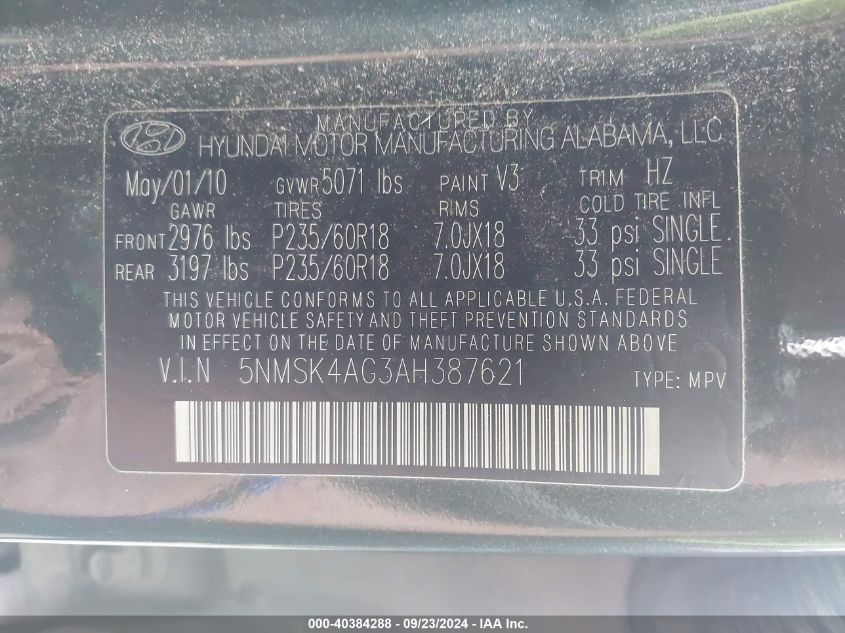 MANUFACTURED BY
HYUNDAI MOTOR MANUFACTURING ALABAMA, LLC
May/01/10 GVWR 5071 lbs PAINT V3 TRIM HZ
GAWR TIRES RIMS COLD TIRE INFL
FRONT 2976 lbs P235/60R18 7.0JX18 33 psi SINGLE
REAR 3197 lbs P235/60R18 7.0JX18 33 psi SINGLE
THIS VEHICLE CONFORMS TO ALL APPLICABLE U.S.A. FEDERAL
MOTOR VEHICLE SAFETY AND THEFT PREVENTION STANDARDS
IN EFFECT ON THE DATE OF MANUFACTURE SHOWN ABOVE
V.I.N 5NMSK4AG3AH387621 TYPE: MPV
000-40384288 - 09/23/2024 - IAA Inc.